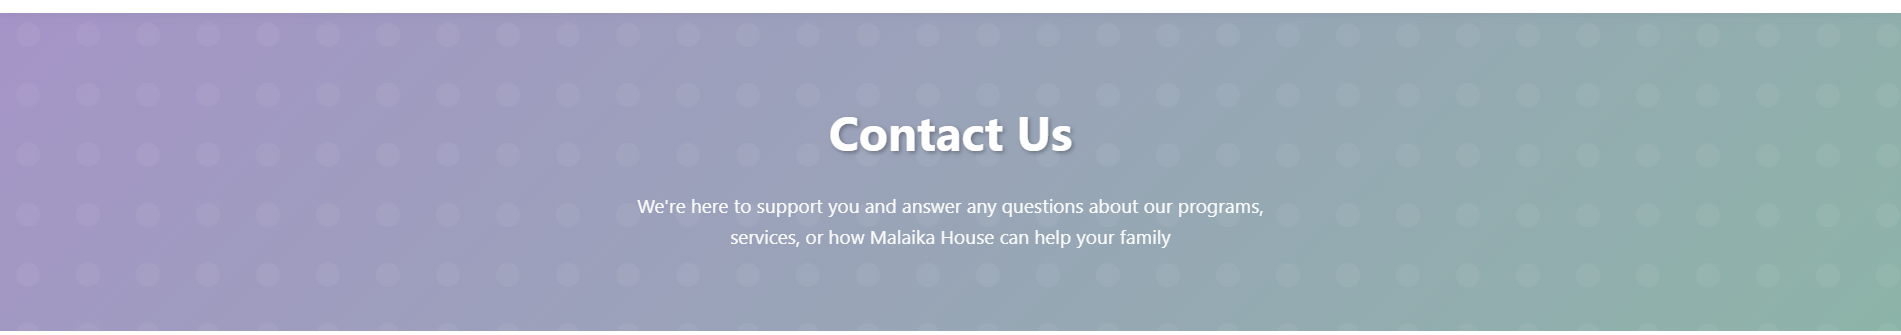 Contact Us
We're here to support you and answer any questions about our programs,
services, or how Malaika House can help your family